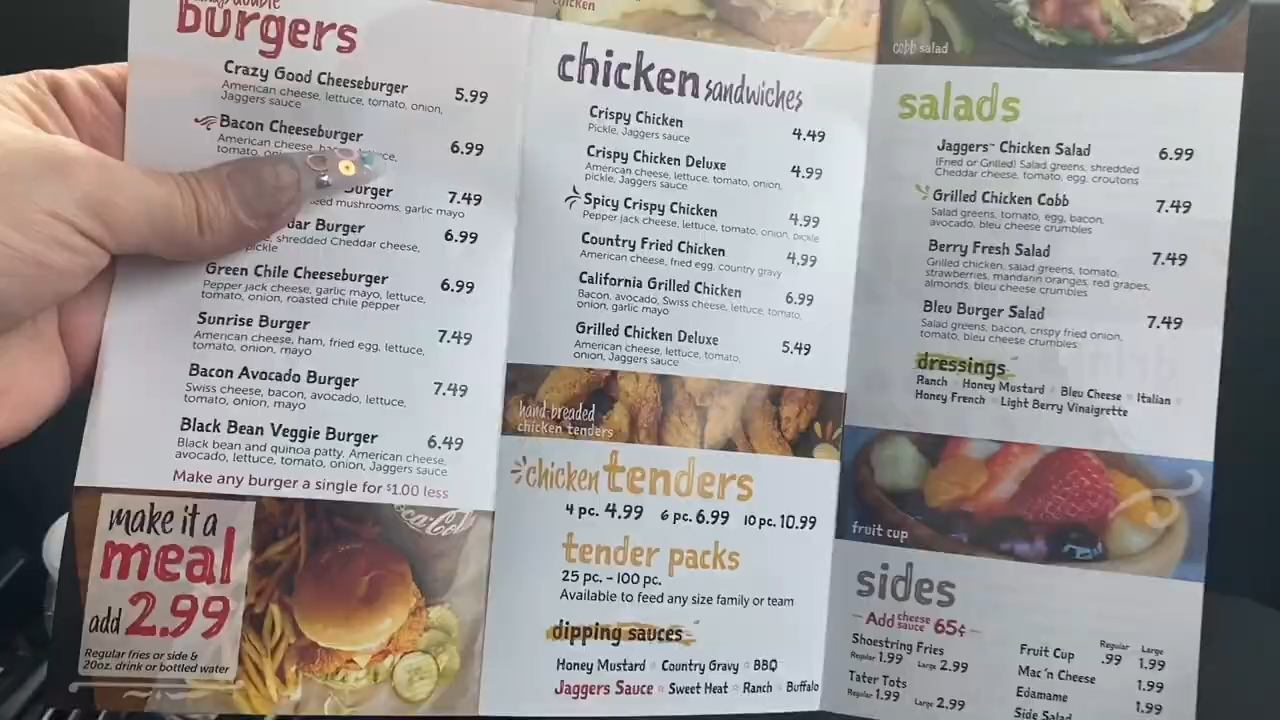 double
burgers
Crazy Good Cheeseburger 5.99
American cheese, lettuce, tomato, onion,
Jaggers sauce
Bacon Cheeseburger 6.99
American cheese,
tomato,
Burger 7.49
mushrooms, garlic mayo
Burger 6.99
shredded Cheddar cheese,
pickle
Green Chile Cheeseburger 6.99
Pepper jack cheese, garlic mayo, lettuce,
tomato, onion, roasted chile pepper
Sunrise Burger 7.49
American cheese, ham, fried egg, lettuce,
tomato, onion, mayo
Bacon Avocado Burger 7.49
Swiss cheese, bacon, avocado, lettuce,
tomato, onion, mayo
Black Bean Veggie Burger 6.49
Black bean and quinoa patty, American cheese,
avocado, lettuce, tomato, onion, Jaggers sauce
Make any burger a single for $1.00 less
make it a
meal
add 2.99
Regular fries or side &
20oz. drink or bottled water
Coca-Cola
chicken
chicken sandwiches
Crispy Chicken 4.49
Pickle, Jaggers sauce
Crispy Chicken Deluxe 4.99
American cheese, lettuce, tomato, onion,
pickle, Jaggers sauce
Spicy Crispy Chicken 4.99
Pepper jack cheese, lettuce, tomato, onion, pickle
Country Fried Chicken 4.99
American cheese, fried egg, country gravy
California Grilled Chicken 6.99
Bacon, avocado, Swiss cheese, lettuce, tomato,
onion, garlic mayo
Grilled Chicken Deluxe 5.49
American cheese, lettuce, tomato,
onion, Jaggers sauce
hand-breaded
chicken tenders
chicken tenders
4 pc. 4.99 6 pc. 6.99 10 pc. 10.99
tender packs
25 pc. - 100 pc.
Available to feed any size family or team
dipping sauces
Honey Mustard Country Gravy BBQ
Jaggers Sauce Sweet Heat Ranch Buffalo
cobb salad
salads
Jaggers™ Chicken Salad 6.99
(Fried or Grilled) Salad greens, shredded
Cheddar cheese, tomato, egg, croutons
Grilled Chicken Cobb 7.49
Salad greens, tomato, egg, bacon,
avocado, bleu cheese crumbles
Berry Fresh Salad 7.49
Grilled chicken, salad greens, tomato,
strawberries, mandarin oranges, red grapes,
almonds, bleu cheese crumbles
Bleu Burger Salad 7.49
Salad greens, bacon, crispy fried onion,
tomato, bleu cheese crumbles
dressings
Ranch Honey Mustard Bleu Cheese Italian
Honey French Light Berry Vinaigrette
fruit cup
sides
Add cheese sauce 65¢
Shoestring Fries
Regular 1.99 Large 2.99
Tater Tots
Regular 1.99 Large 2.99
Regular Large
Fruit Cup .99 1.99
Mac 'n Cheese 1.99
Edamame 1.99
Side Salad